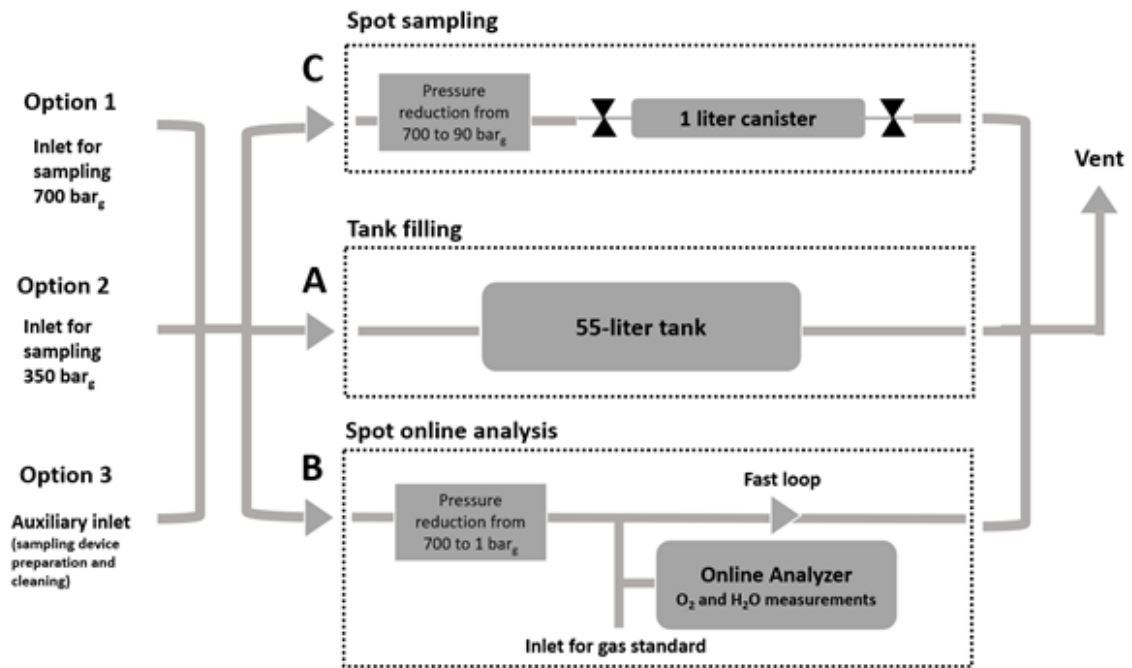 Spot sampling
C
Pressure
reduction from
700 to 90 barg
1 liter canister
Option 1
Inlet for
sampling
700 barg
Vent
Tank filling
A
55-liter tank
Option 2
Inlet for
sampling
350 barg
Spot online analysis
B
Pressure
reduction from
700 to 1 barg
Fast loop
Online Analyzer
O2 and H2O measurements
Inlet for gas standard
Option 3
Auxiliary inlet
(sampling device
preparation and
cleaning)